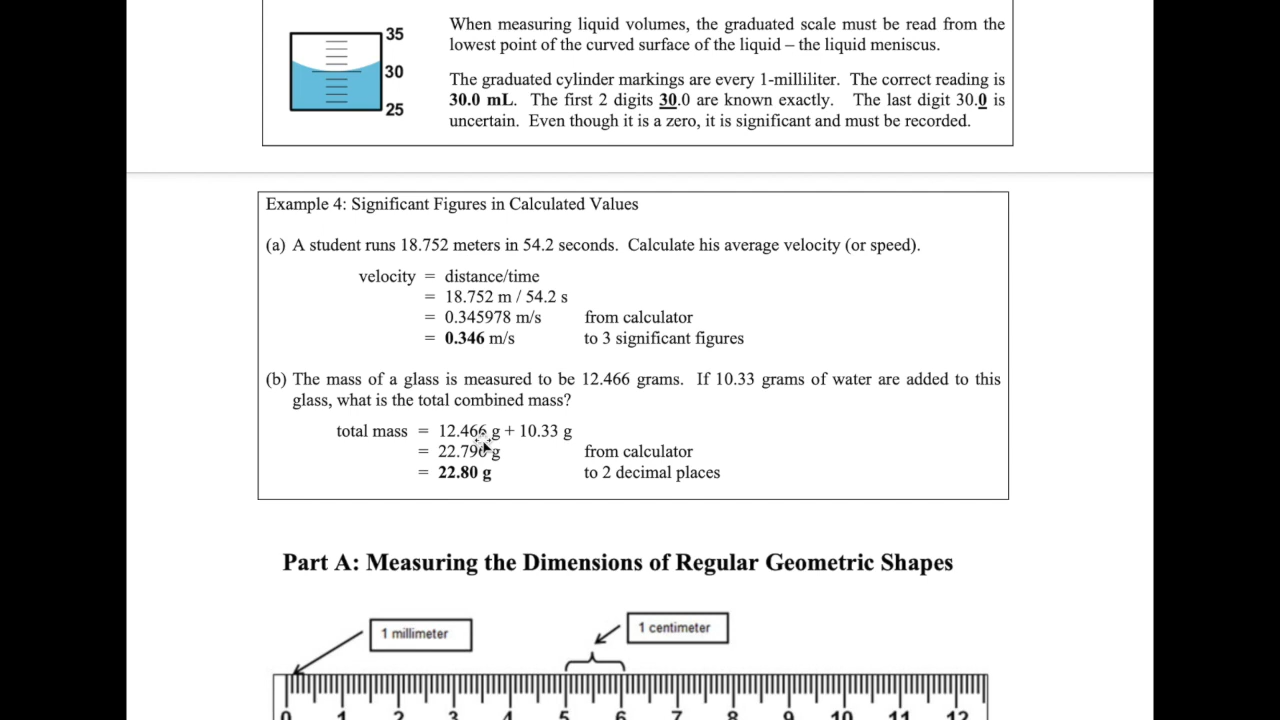 35
30
25
When measuring liquid volumes, the graduated scale must be read from the
lowest point of the curved surface of the liquid – the liquid meniscus.
The graduated cylinder markings are every 1-milliliter. The correct reading is
30.0 mL. The first 2 digits 30.0 are known exactly. The last digit 30.0 is
uncertain. Even though it is a zero, it is significant and must be recorded.
Example 4: Significant Figures in Calculated Values
(a) A student runs 18.752 meters in 54.2 seconds. Calculate his average velocity (or speed).
velocity = distance/time
= 18.752 m / 54.2 s
= 0.345978 m/s from calculator
= 0.346 m/s to 3 significant figures
(b) The mass of a glass is measured to be 12.466 grams. If 10.33 grams of water are added to this
glass, what is the total combined mass?
total mass = 12.466 g + 10.33 g
= 22.796 g from calculator
= 22.80 g to 2 decimal places
Part A: Measuring the Dimensions of Regular Geometric Shapes
1 millimeter
1 centimeter
0 1 2 3 4 5 6 7 8 9 10 11 12